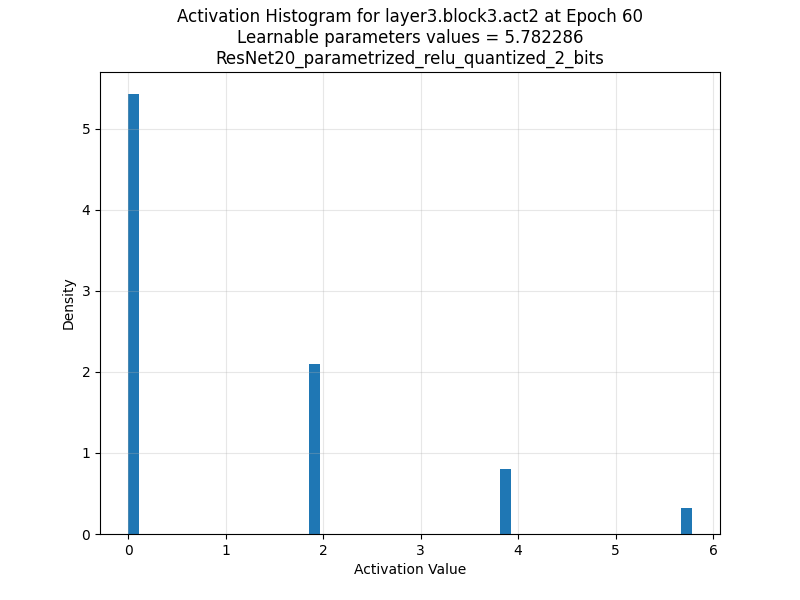 Activation Histogram for layer3.block3.act2 at Epoch 60
Learnable parameters values = 5.782286
ResNet20_parametrized_relu_quantized_2_bits
Density
5
4
3
2
1
0
0 1 2 3 4 5 6
Activation Value